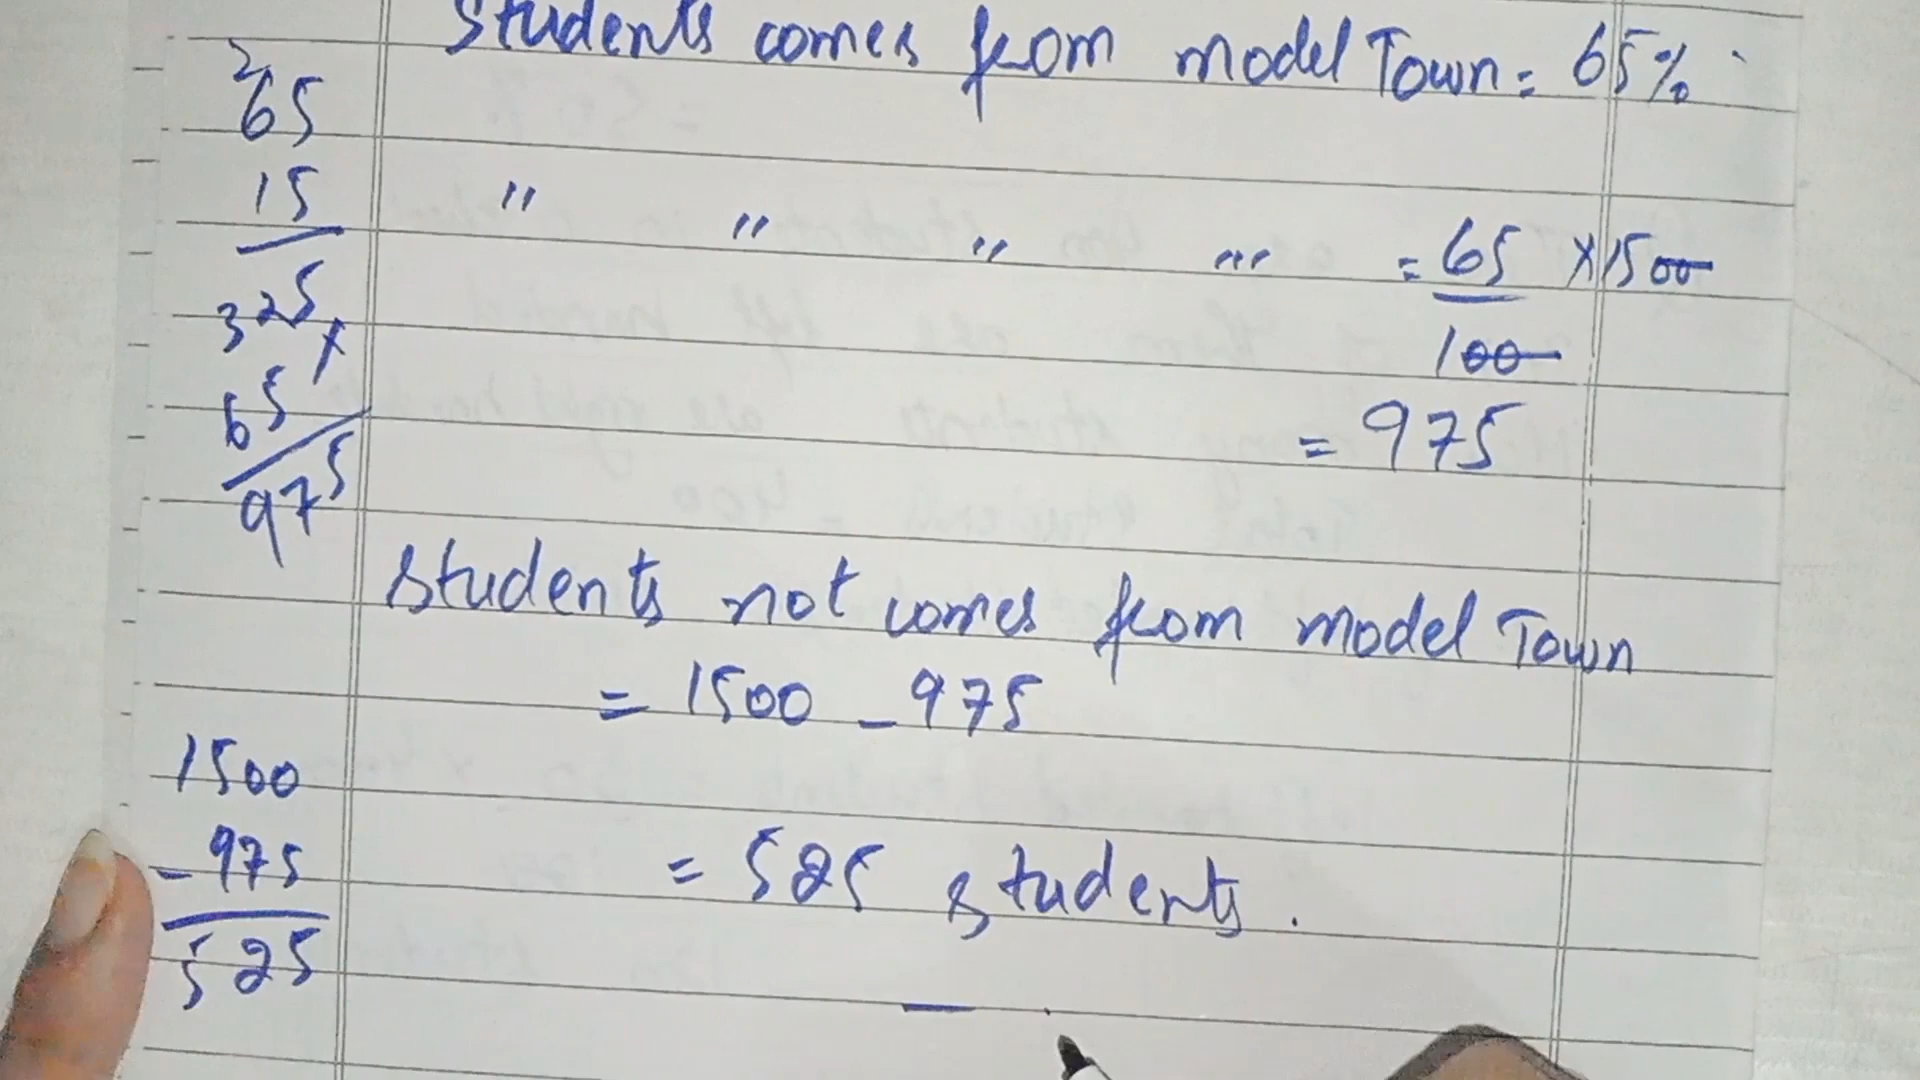 Students comes from model Town = 65%
" " " " = 65 × 1500
100
= 975
2
65
15
325
65×
975
Students not comes from model Town
= 1500 - 975
= 525 students.
1500
- 975
525